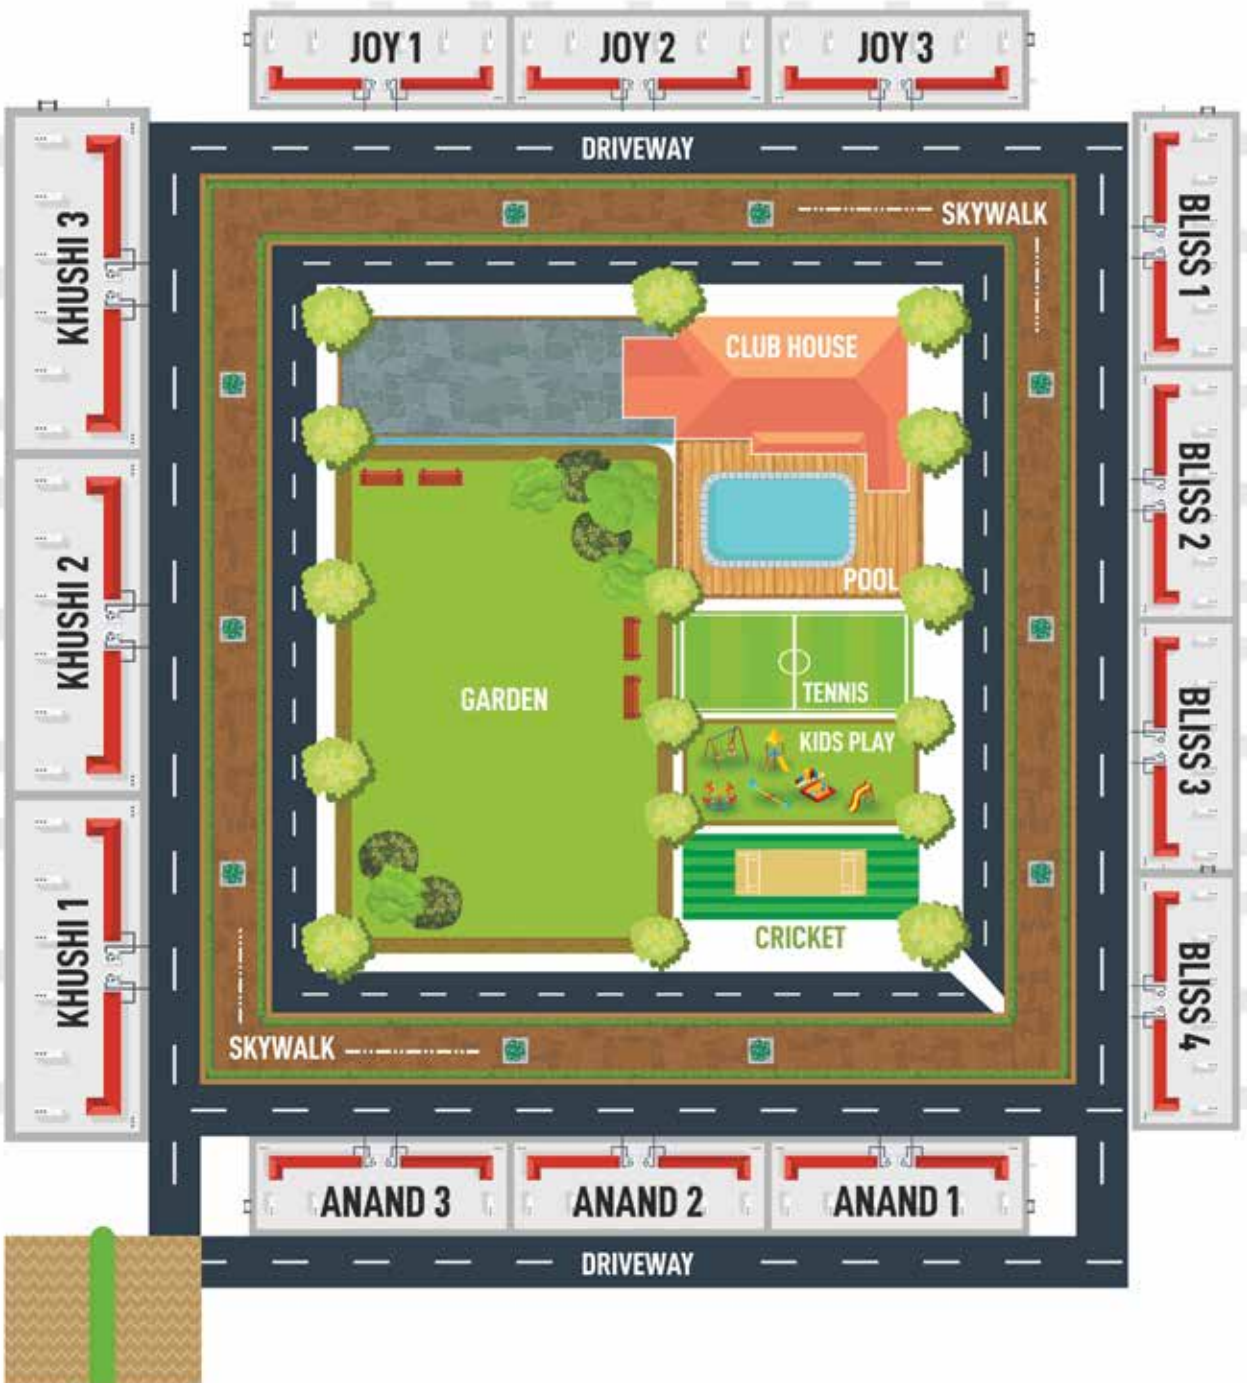 JOY 1
JOY 2
JOY 3
DRIVEWAY
SKYWALK
KHUSHI 3
KHUSHI 2
KHUSHI 1
BLISS 1
BLISS 2
BLISS 3
BLISS 4
CLUB HOUSE
POOL
GARDEN
TENNIS
KIDS PLAY
CRICKET
SKYWALK
ANAND 3
ANAND 2
ANAND 1
DRIVEWAY